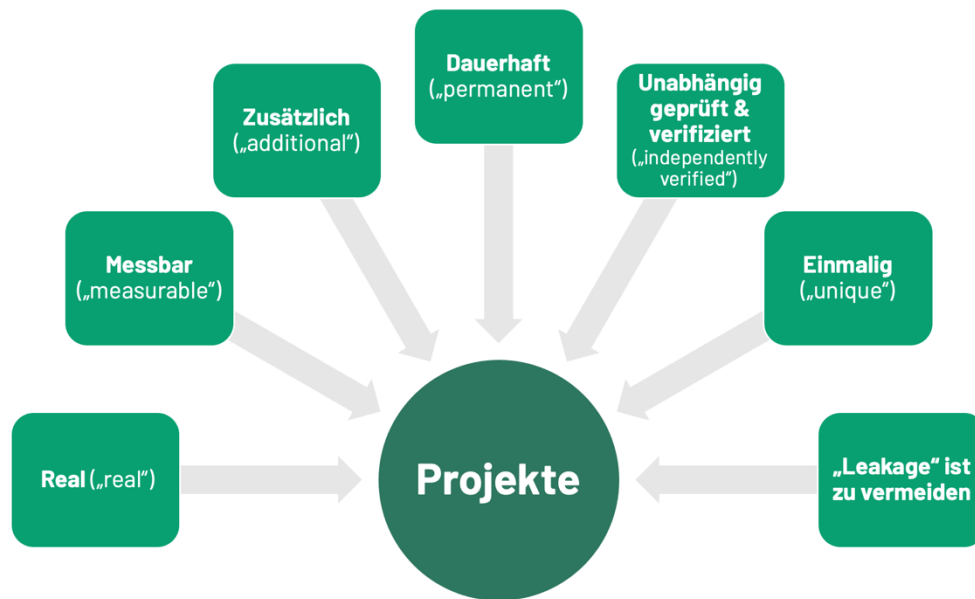 Dauerhaft
(„permanent“)
Zusätzlich
(„additional“)
Unabhängig
geprüft &
verifiziert
(„independently
verified“)
Messbar
(„measurable“)
Einmalig
(„unique“)
Real („real“)
Projekte
„Leakage“ ist
zu vermeiden